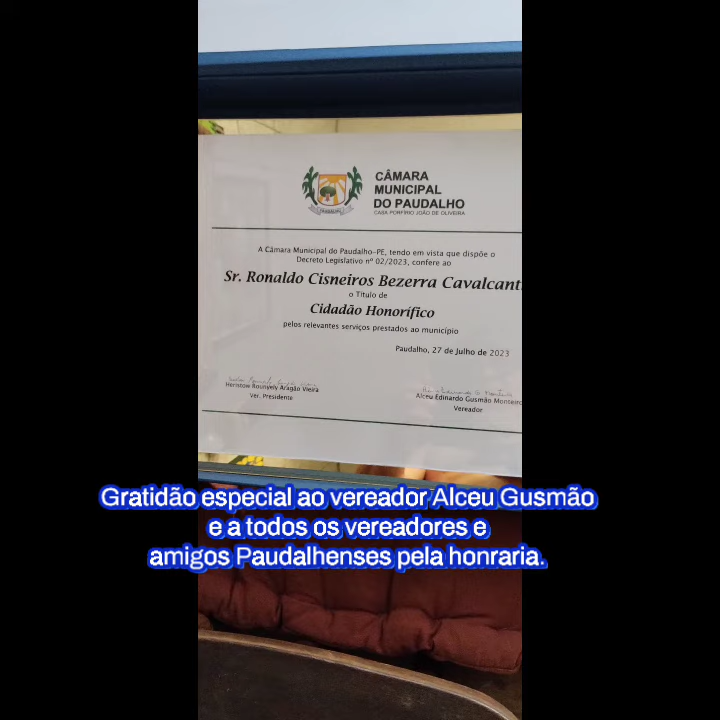 CÂMARA
MUNICIPAL
DO PAUDALHO
CASA PORFÍRIO JOÃO DE OLIVEIRA
A Câmara Municipal do Paudalho-PE, tendo em vista que dispõe o
Decreto Legislativo nº 02/2023, confere ao
Sr. Ronaldo Cisneiros Bezerra Cavalcanti
o Título de
Cidadão Honorífico
pelos relevantes serviços prestados ao município
Paudalho, 27 de Julho de 2023
Ver. Presidente
Alceu Edinardo Gusmão Monteiro
Vereador
Gratidão especial ao vereador Alceu Gusmão
e a todos os vereadores e
amigos Paudalhenses pela honraria.